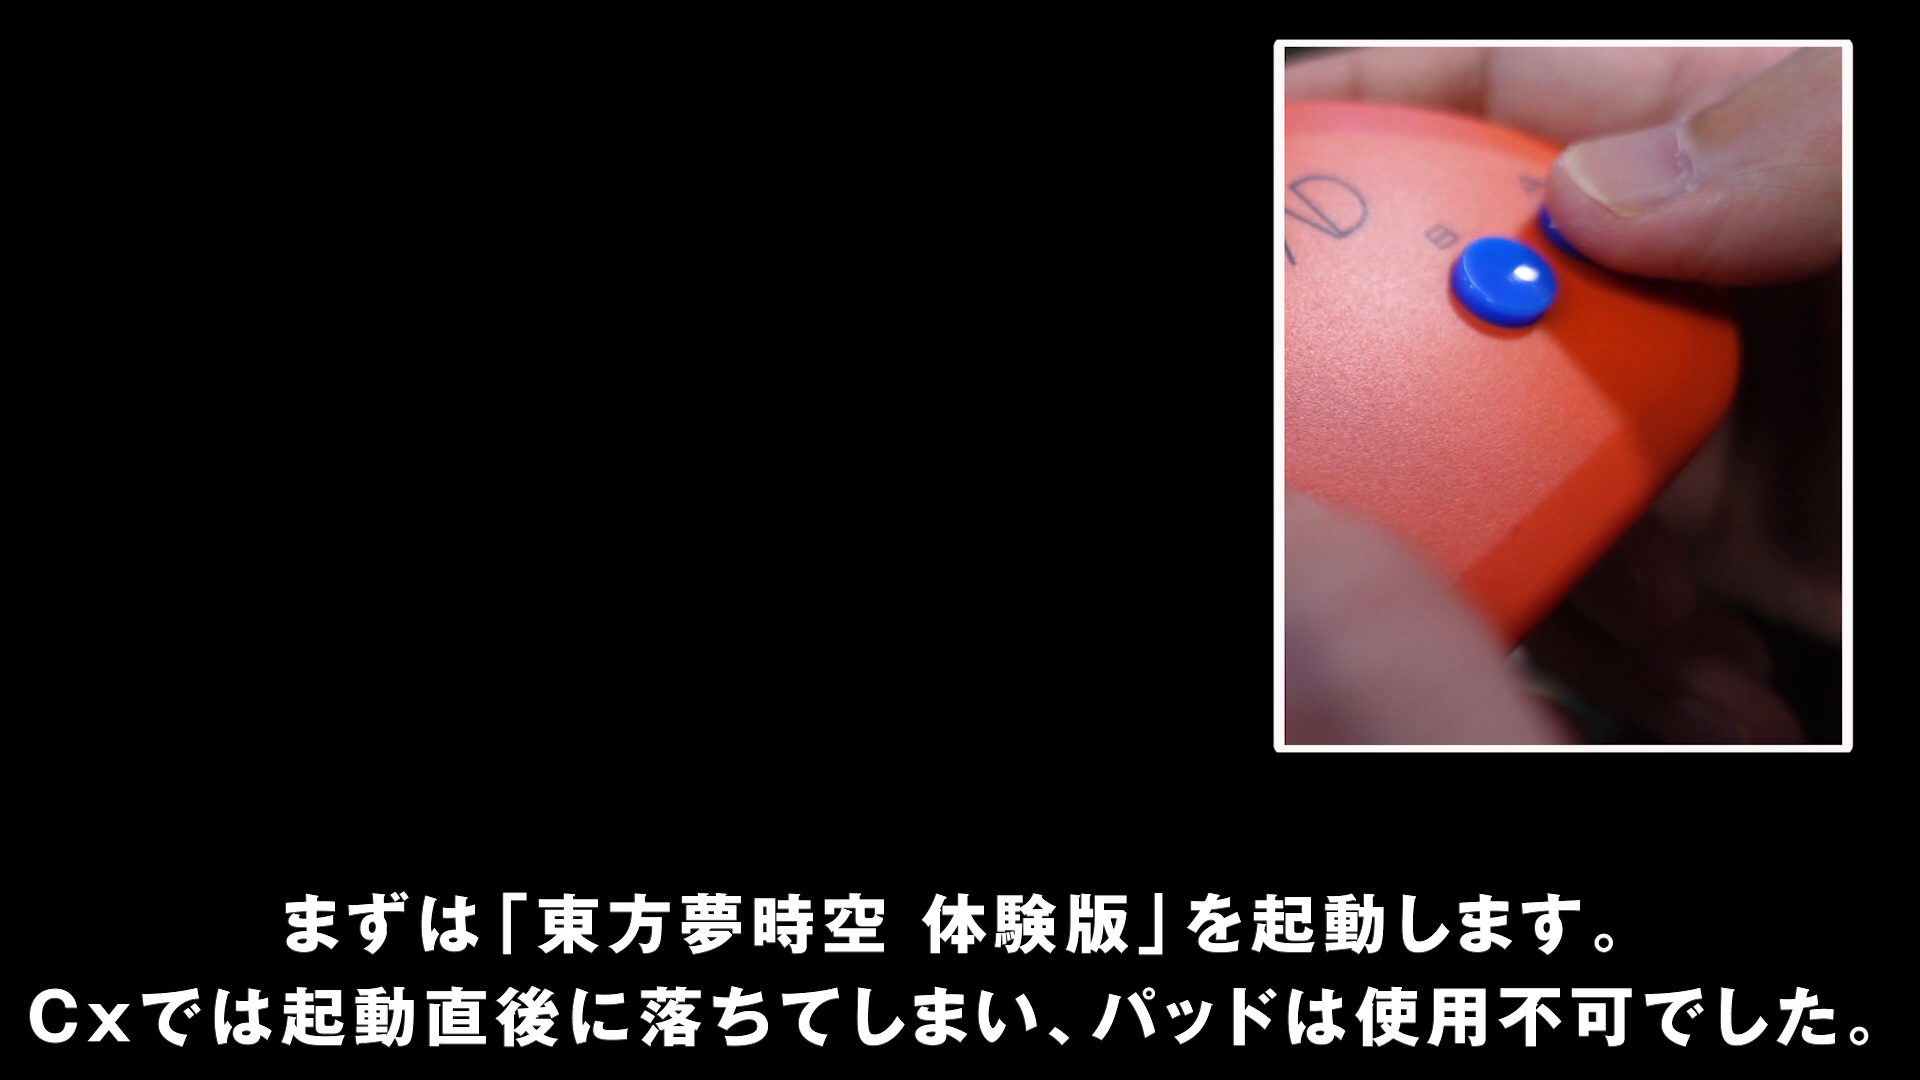 B
まずは「東方夢時空 体験版」を起動します。
Cxでは起動直後に落ちてしまい、パッドは使用不可でした。